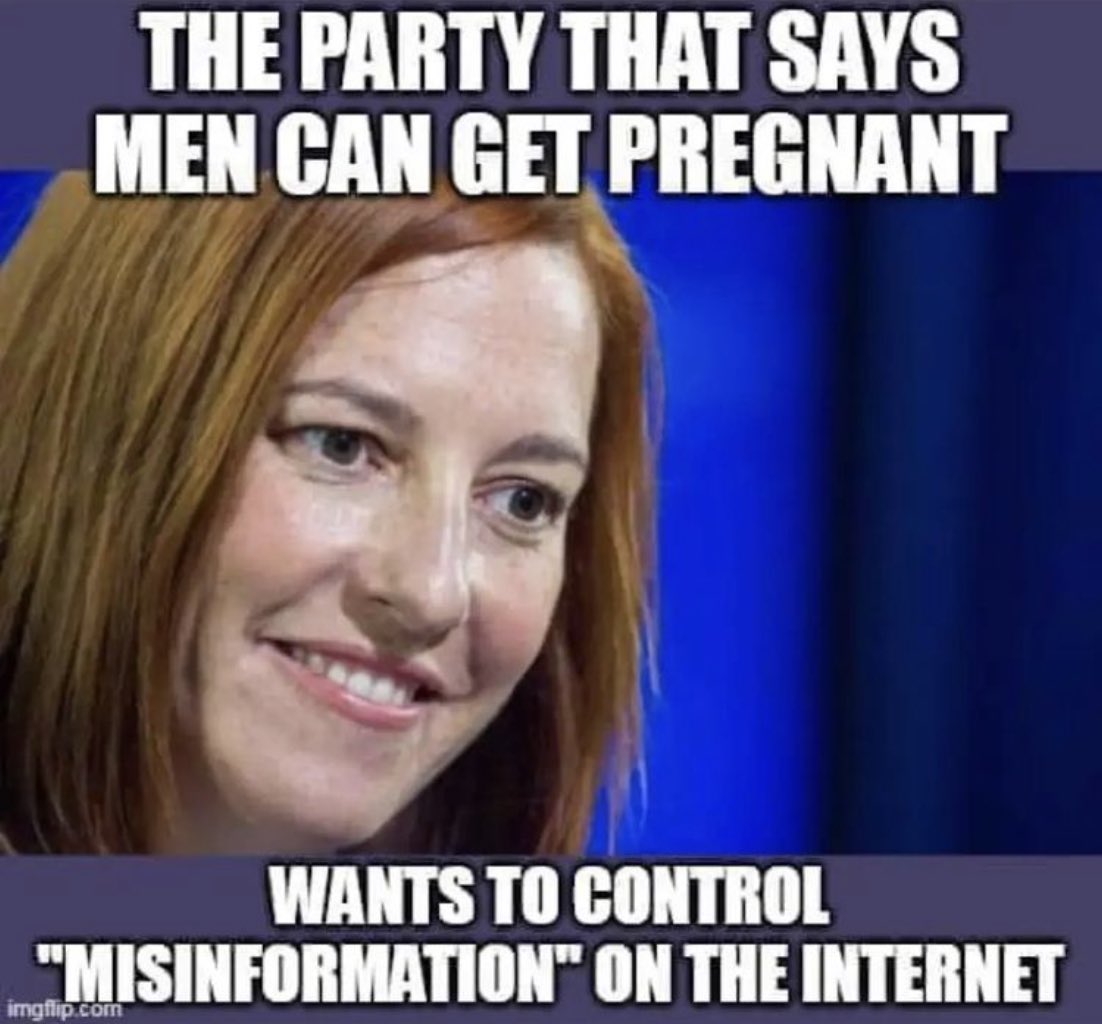 THE PARTY THAT SAYS
MEN CAN GET PREGNANT
WANTS TO CONTROL
"MISINFORMATION" ON THE INTERNET
imgflip.com